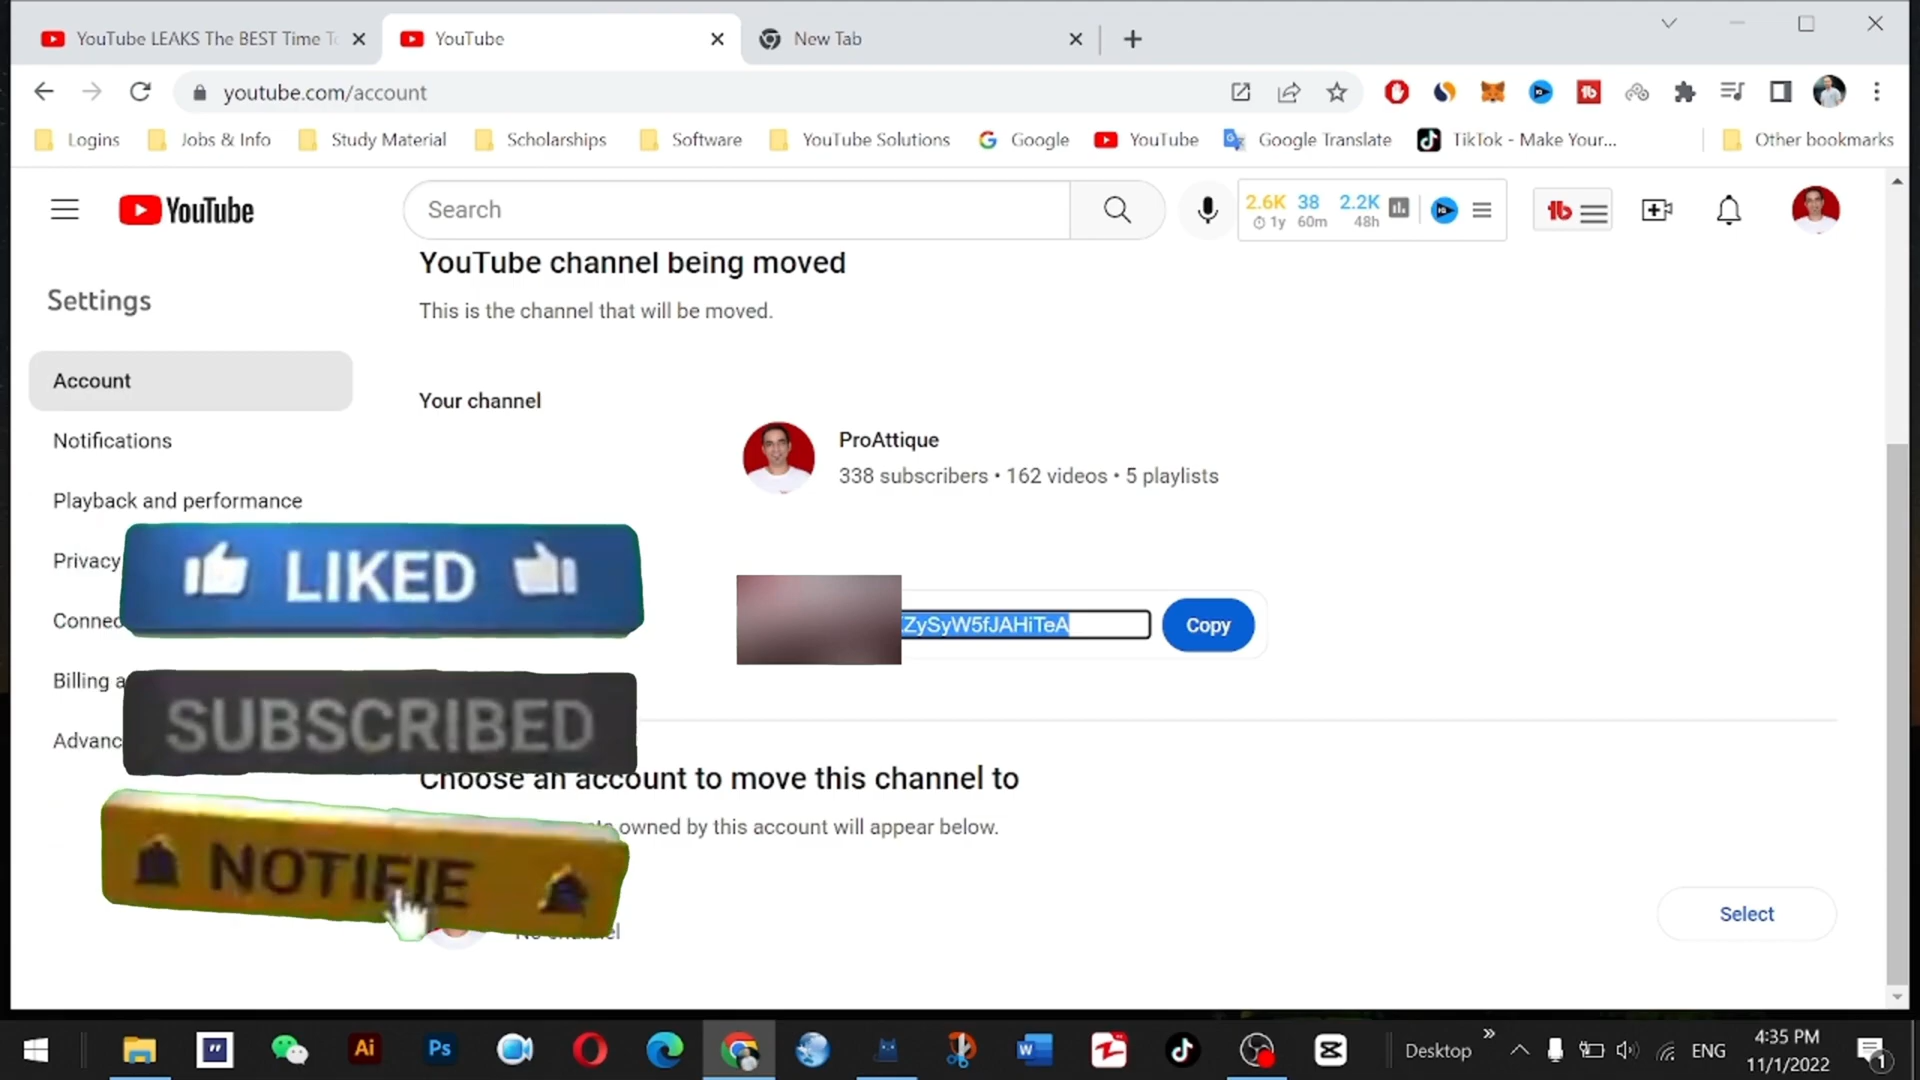 YouTube LEAKS The BEST Time T
YouTube
New Tab
youtube.com/account
Logins
Jobs & Info
Study Material
Scholarships
Software
YouTube Solutions
Google
YouTube
Google Translate
TikTok - Make Your...
Other bookmarks
YouTube
Search
2.6K 38 2.2K
1y 60m 48h
tb
Settings
YouTube channel being moved
This is the channel that will be moved.
Account
Your channel
Notifications
ProAttique
338 subscribers • 162 videos • 5 playlists
Playback and performance
Privacy
LIKED
Connec
ZySyW5fJAHiTeA
Copy
Billing a
SUBSCRIBED
Advanc
Choose an account to move this channel to
owned by this account will appear below.
NOTIFIE
Select
Ai
Ps
Desktop
ENG
4:35 PM
11/1/2022
1